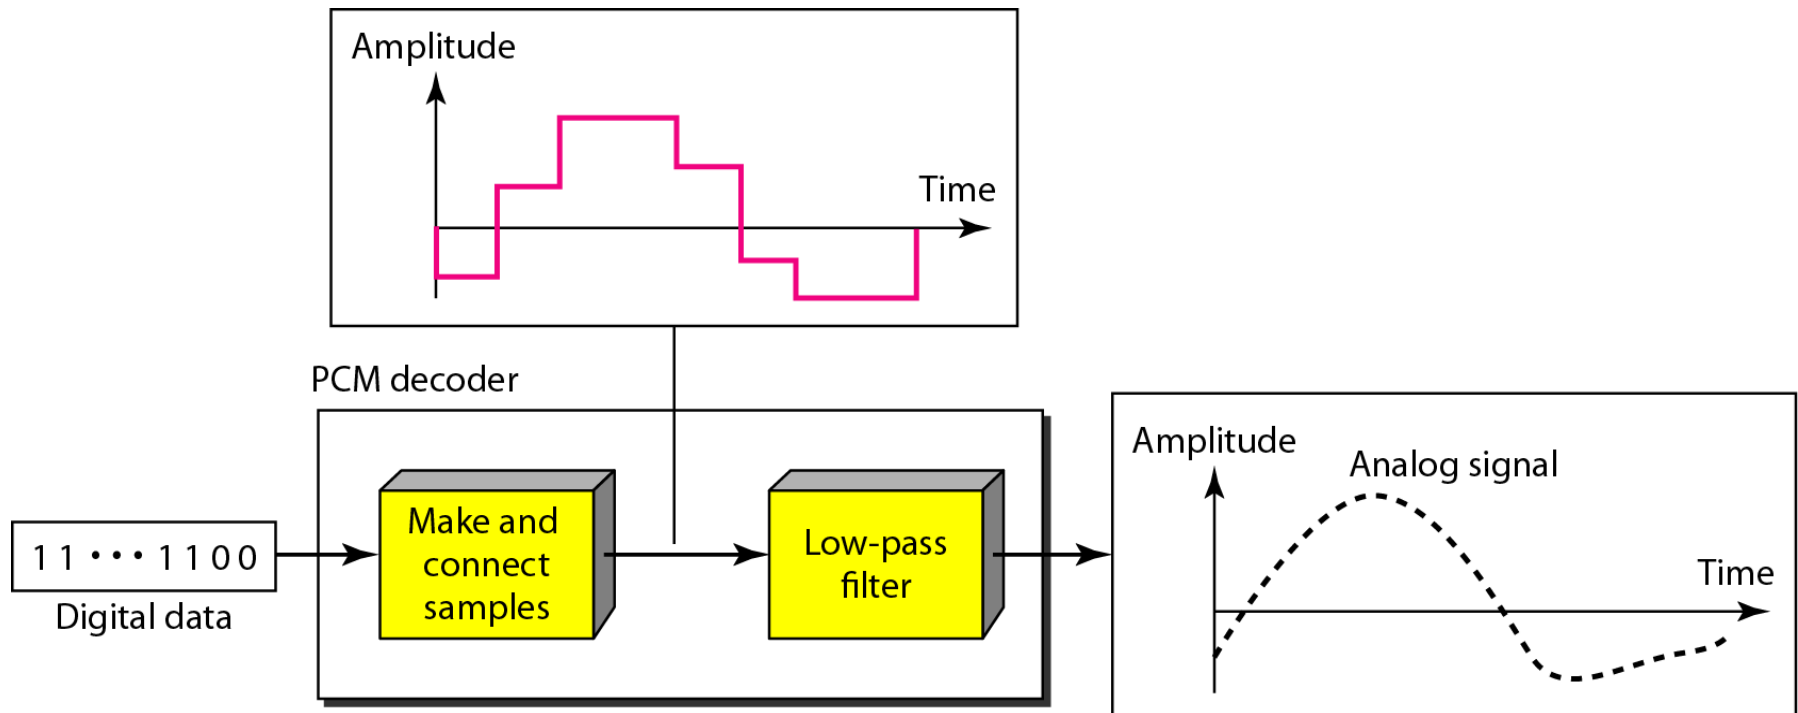 Amplitude
Time
PCM decoder
Make and
connect
samples
Low-pass
filter
11 • • • 1100
Digital data
Amplitude
Analog signal
Time